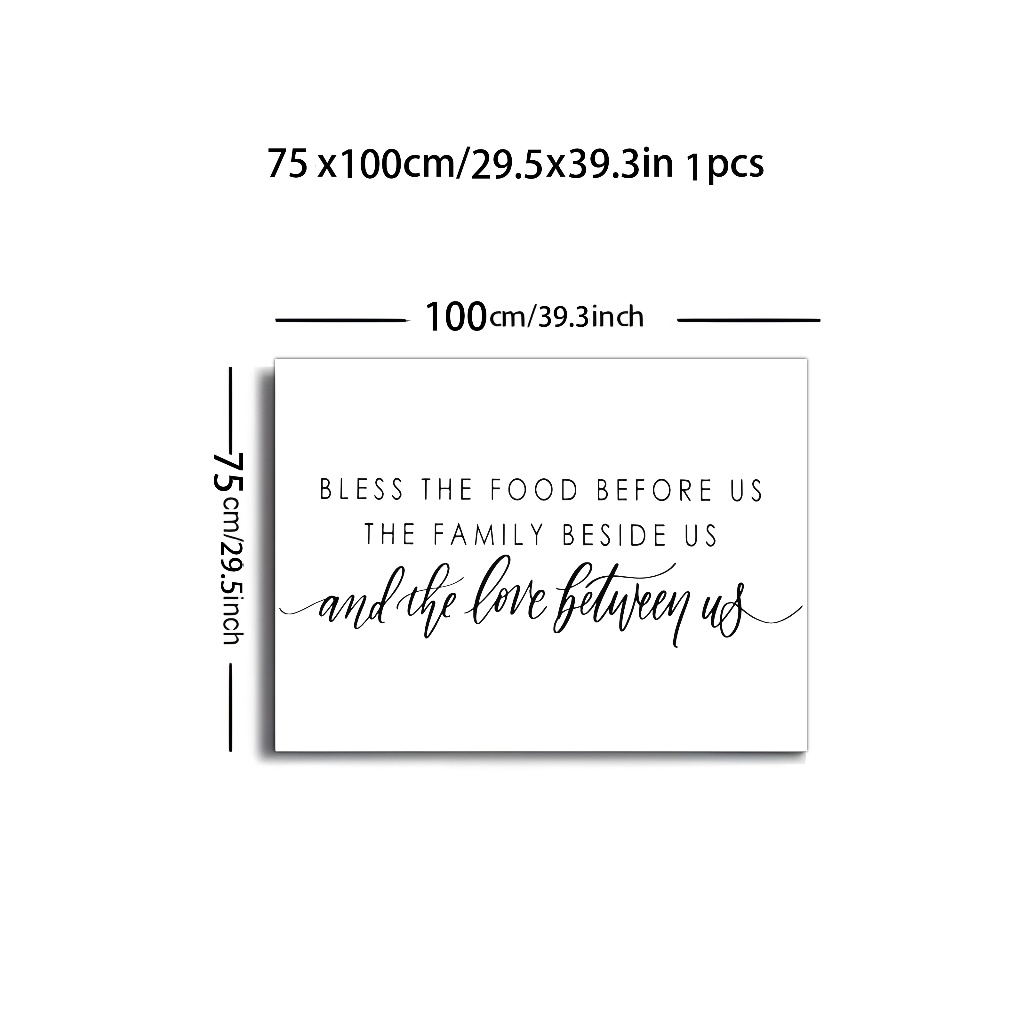 75 x100cm/29.5x39.3in 1pcs
100cm/39.3inch
75cm/29.5inch
BLESS THE FOOD BEFORE US
THE FAMILY BESIDE US
and the love between us